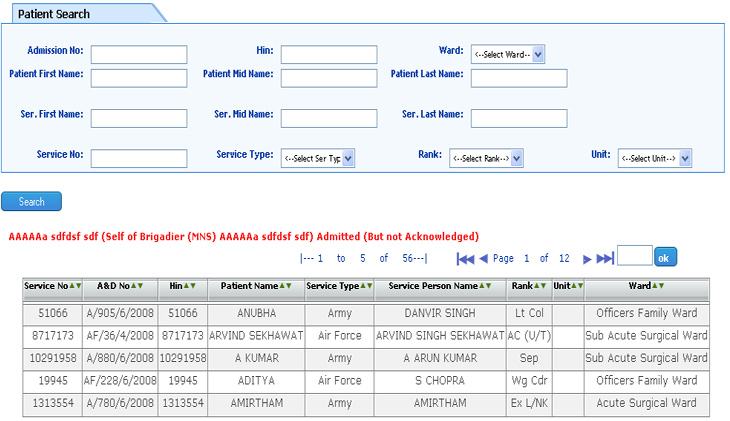 Patient Search
Admission No: Hin: Ward: <--Select Ward--
Patient First Name: Patient Mid Name: Patient Last Name:
Ser. First Name: Ser. Mid Name: Ser. Last Name:
Service No: Service Type: <--Select Ser Typ Rank: <--Select Rank--> Unit: <--Select Unit-->
Search
AAAAAa sdfdsf sdf (Self of Brigadier (MNS) AAAAAa sdfdsf sdf) Admitted (But not Acknowledged)
|--- 1 to 5 of 56---| Page 1 of 12 ok
Service No A&D No Hin Patient Name Service Type Service Person Name Rank Unit Ward
51066 A/905/6/2008 51066 ANUBHA Army DANVIR SINGH Lt Col Officers Family Ward
8717173 AF/36/4/2008 8717173 ARVIND SEKHAWAT Air Force ARVIND SINGH SEKHAWAT AC (U/T) Sub Acute Surgical Ward
10291958 A/880/6/2008 10291958 A KUMAR Army A ARUN KUMAR Sep Sub Acute Surgical Ward
19945 AF/228/6/2008 19945 ADITYA Air Force S CHOPRA Wg Cdr Officers Family Ward
1313554 A/780/6/2008 1313554 AMIRTHAM Army AMIRTHAM Ex L/NK Acute Surgical Ward